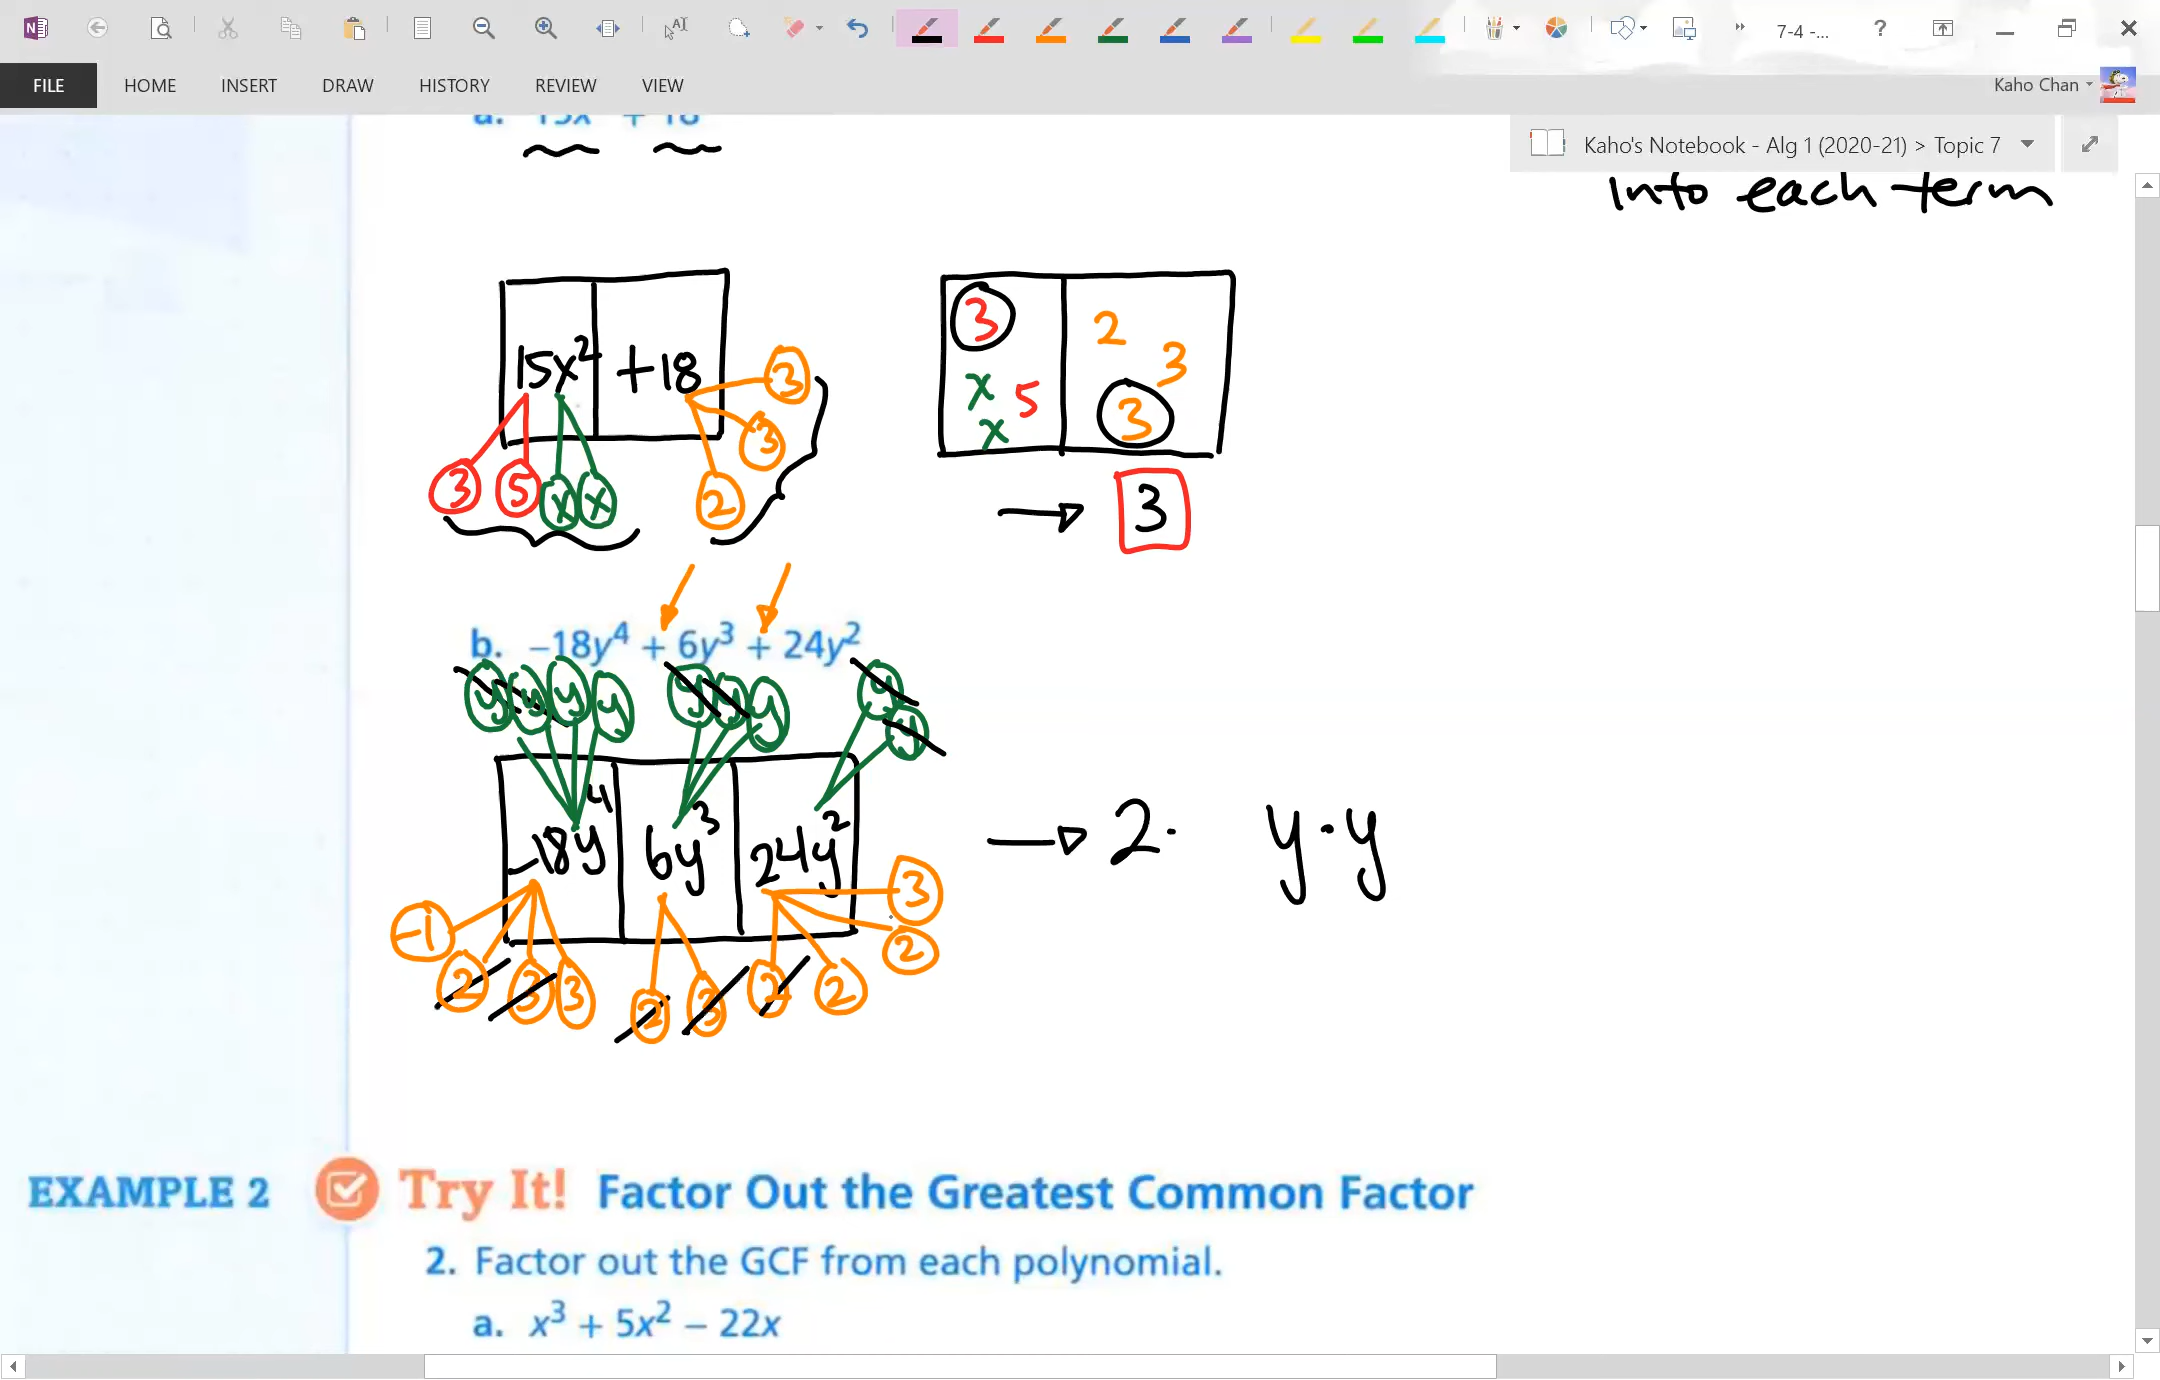 7-4 -...
FILE HOME INSERT DRAW HISTORY REVIEW VIEW
Kaho Chan
a. 15x + 18
Kaho's Notebook - Alg 1 (2020-21) > Topic 7
into each term
15x² +18
3 5 x x
3
3
2
3 x x 5
2 3 3
3
b. −18y⁴ + 6y³ + 24y²
y y y y
y y y
y y
−18y⁴ 6y³ 24y²
2 · y · y
−1 2 3 3
2 3
2 2 2 3
EXAMPLE 2 Try It! Factor Out the Greatest Common Factor
2. Factor out the GCF from each polynomial.
a. x³ + 5x² − 22x